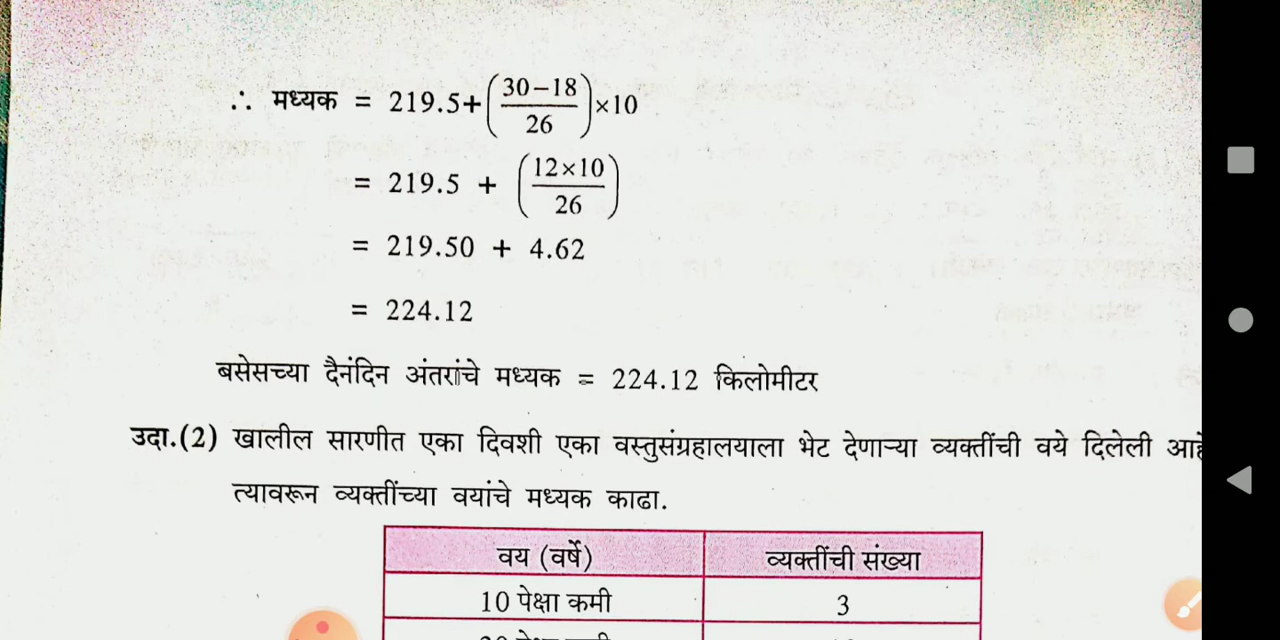 ∴ मध्यक = 219.5+((30−18)/26)×10
= 219.5 + ((12×10)/26)
= 219.50 + 4.62
= 224.12
बसेसच्या दैनंदिन अंतरांचे मध्यक = 224.12 किलोमीटर
उदा.(2) खालील सारणीत एका दिवशी एका वस्तुसंग्रहालयाला भेट देणाऱ्या व्यक्तींची वये दिलेली आहे
त्यावरून व्यक्तींच्या वयांचे मध्यक काढा.
वय (वर्षे) व्यक्तींची संख्या
10 पेक्षा कमी 3